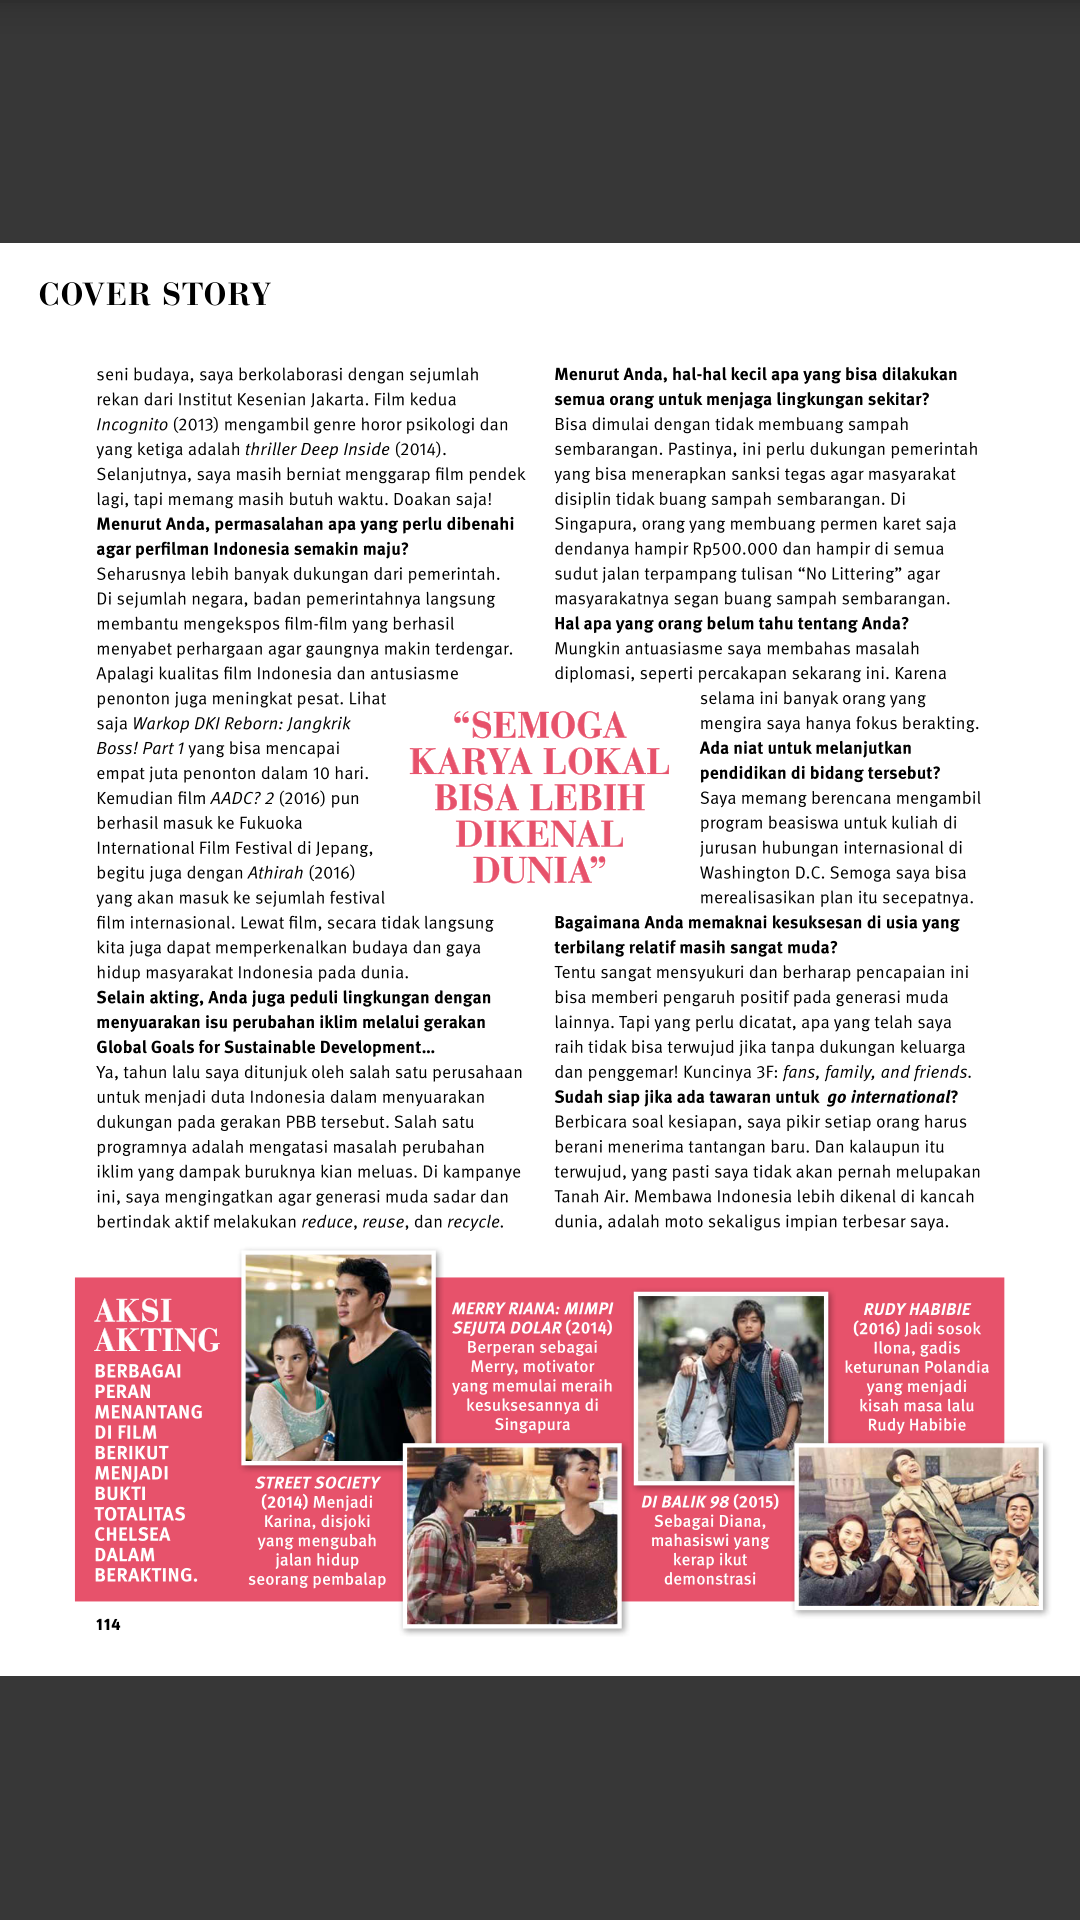 COVER STORY
seni budaya, saya berkolaborasi dengan sejumlah
rekan dari Institut Kesenian Jakarta. Film kedua
Incognito (2013) mengambil genre horor psikologi dan
yang ketiga adalah thriller Deep Inside (2014).
Selanjutnya, saya masih berniat menggarap film pendek
lagi, tapi memang masih butuh waktu. Doakan saja!
Menurut Anda, permasalahan apa yang perlu dibenahi
agar perfilman Indonesia semakin maju?
Seharusnya lebih banyak dukungan dari pemerintah.
Di sejumlah negara, badan pemerintahnya langsung
membantu mengekspos film-film yang berhasil
menyabet perhargaan agar gaungnya makin terdengar.
Apalagi kualitas film Indonesia dan antusiasme
penonton juga meningkat pesat. Lihat
saja Warkop DKI Reborn: Jangkrik
Boss! Part 1 yang bisa mencapai
empat juta penonton dalam 10 hari.
Kemudian film AADC? 2 (2016) pun
berhasil masuk ke Fukuoka
International Film Festival di Jepang,
begitu juga dengan Athirah (2016)
yang akan masuk ke sejumlah festival
film internasional. Lewat film, secara tidak langsung
kita juga dapat memperkenalkan budaya dan gaya
hidup masyarakat Indonesia pada dunia.
Selain akting, Anda juga peduli lingkungan dengan
menyuarakan isu perubahan iklim melalui gerakan
Global Goals for Sustainable Development...
Ya, tahun lalu saya ditunjuk oleh salah satu perusahaan
untuk menjadi duta Indonesia dalam menyuarakan
dukungan pada gerakan PBB tersebut. Salah satu
programnya adalah mengatasi masalah perubahan
iklim yang dampak buruknya kian meluas. Di kampanye
ini, saya mengingatkan agar generasi muda sadar dan
bertindak aktif melakukan reduce, reuse, dan recycle.
"SEMOGA
KARYA LOKAL
BISA LEBIH
DIKENAL
DUNIA"
Menurut Anda, hal-hal kecil apa yang bisa dilakukan
semua orang untuk menjaga lingkungan sekitar?
Bisa dimulai dengan tidak membuang sampah
sembarangan. Pastinya, ini perlu dukungan pemerintah
yang bisa menerapkan sanksi tegas agar masyarakat
disiplin tidak buang sampah sembarangan. Di
Singapura, orang yang membuang permen karet saja
dendanya hampir Rp500.000 dan hampir di semua
sudut jalan terpampang tulisan "No Littering" agar
masyarakatnya segan buang sampah sembarangan.
Hal apa yang orang belum tahu tentang Anda?
Mungkin antuasiasme saya membahas masalah
diplomasi, seperti percakapan sekarang ini. Karena
selama ini banyak orang yang
mengira saya hanya fokus berakting.
Ada niat untuk melanjutkan
pendidikan di bidang tersebut?
Saya memang berencana mengambil
program beasiswa untuk kuliah di
jurusan hubungan internasional di
Washington D.C. Semoga saya bisa
merealisasikan plan itu secepatnya.
Bagaimana Anda memaknai kesuksesan di usia yang
terbilang relatif masih sangat muda?
Tentu sangat mensyukuri dan berharap pencapaian ini
bisa memberi pengaruh positif pada generasi muda
lainnya. Tapi yang perlu dicatat, apa yang telah saya
raih tidak bisa terwujud jika tanpa dukungan keluarga
dan penggemar! Kuncinya 3F: fans, family, and friends.
Sudah siap jika ada tawaran untuk go international?
Berbicara soal kesiapan, saya pikir setiap orang harus
berani menerima tantangan baru. Dan kalaupun itu
terwujud, yang pasti saya tidak akan pernah melupakan
Tanah Air. Membawa Indonesia lebih dikenal di kancah
dunia, adalah moto sekaligus impian terbesar saya.
AKSI
AKTING
BERBAGAI
PERAN
MENANTANG
DI FILM
BERIKUT
MENJADI
BUKTI
TOTALITAS
CHELSEA
DALAM
BERAKTING.
STREET SOCIETY
(2014) Menjadi
Karina, disjoki
yang mengubah
jalan hidup
seorang pembalap
MERRY RIANA: MIMPI
SEJUTA DOLAR (2014)
Berperan sebagai
Merry, motivator
yang memulai meraih
kesuksesannya di
Singapura
DI BALIK 98 (2015)
Sebagai Diana,
mahasiswi yang
kerap ikut
demonstrasi
RUDY HABIBIE
(2016) Jadi sosok
Ilona, gadis
keturunan Polandia
yang menjadi
kisah masa lalu
Rudy Habibie
114